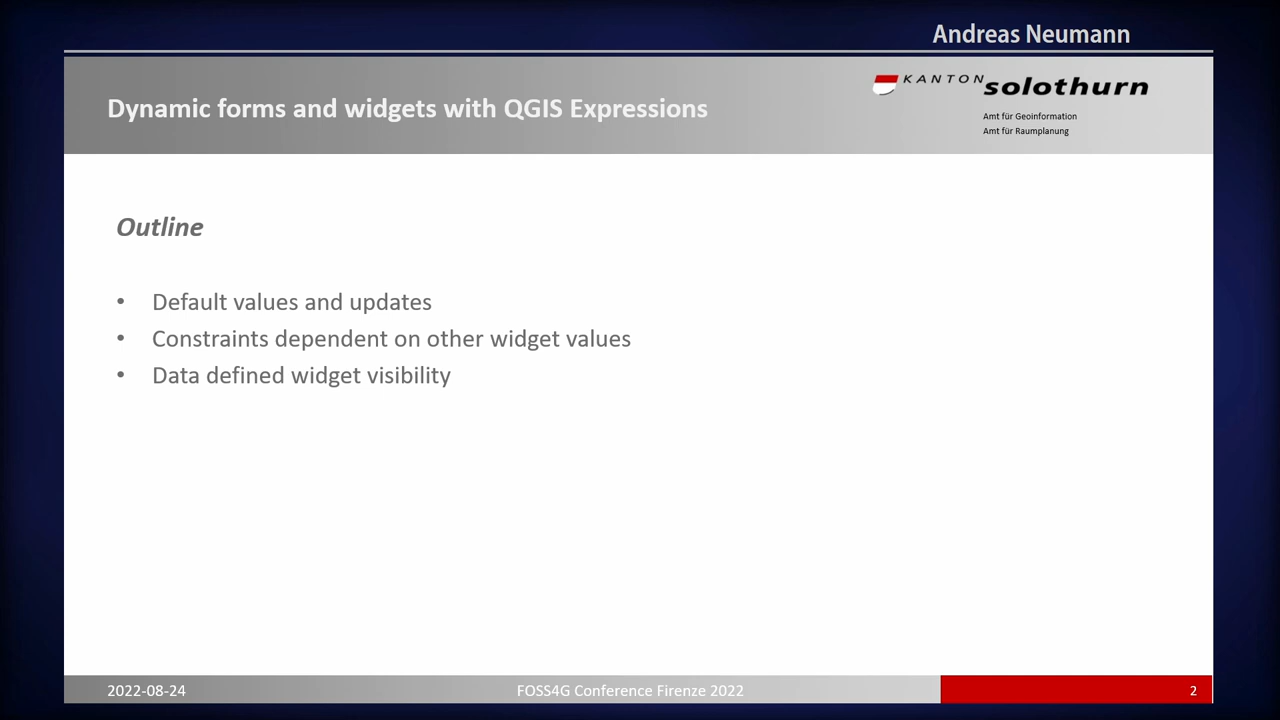 Andreas Neumann
Dynamic forms and widgets with QGIS Expressions
KANTON solothurn
Amt für Geoinformation
Amt für Raumplanung
Outline
• Default values and updates
• Constraints dependent on other widget values
• Data defined widget visibility
2022-08-24
FOSS4G Conference Firenze 2022
2